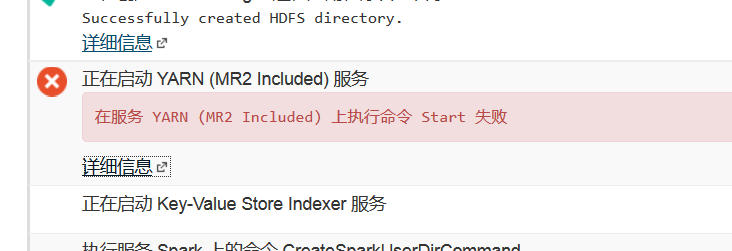 Successfully created HDFS directory.
详细信息
正在启动 YARN (MR2 Included) 服务
在服务 YARN (MR2 Included) 上执行命令 Start 失败
详细信息
正在启动 Key-Value Store Indexer 服务
执行服务 Spark 上的命令 CreateSparkUserDirCommand